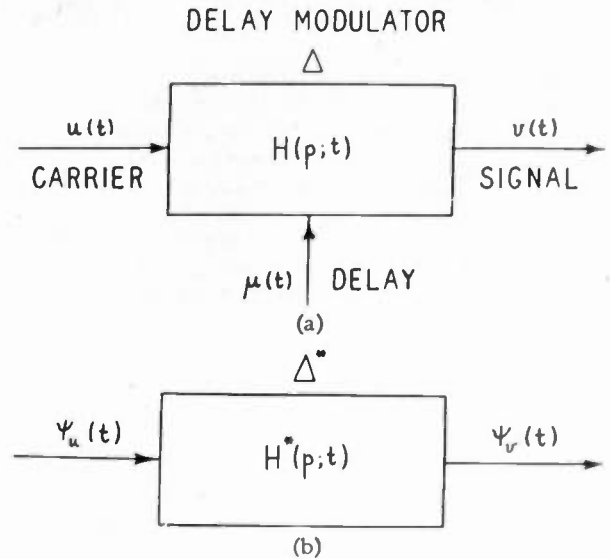 DELAY MODULATOR
Δ
u(t)
H(p;t)
v(t)
CARRIER
SIGNAL
μ(t) DELAY
(a)
Δ*
Ψu(t)
H*(p;t)
Ψv(t)
(b)